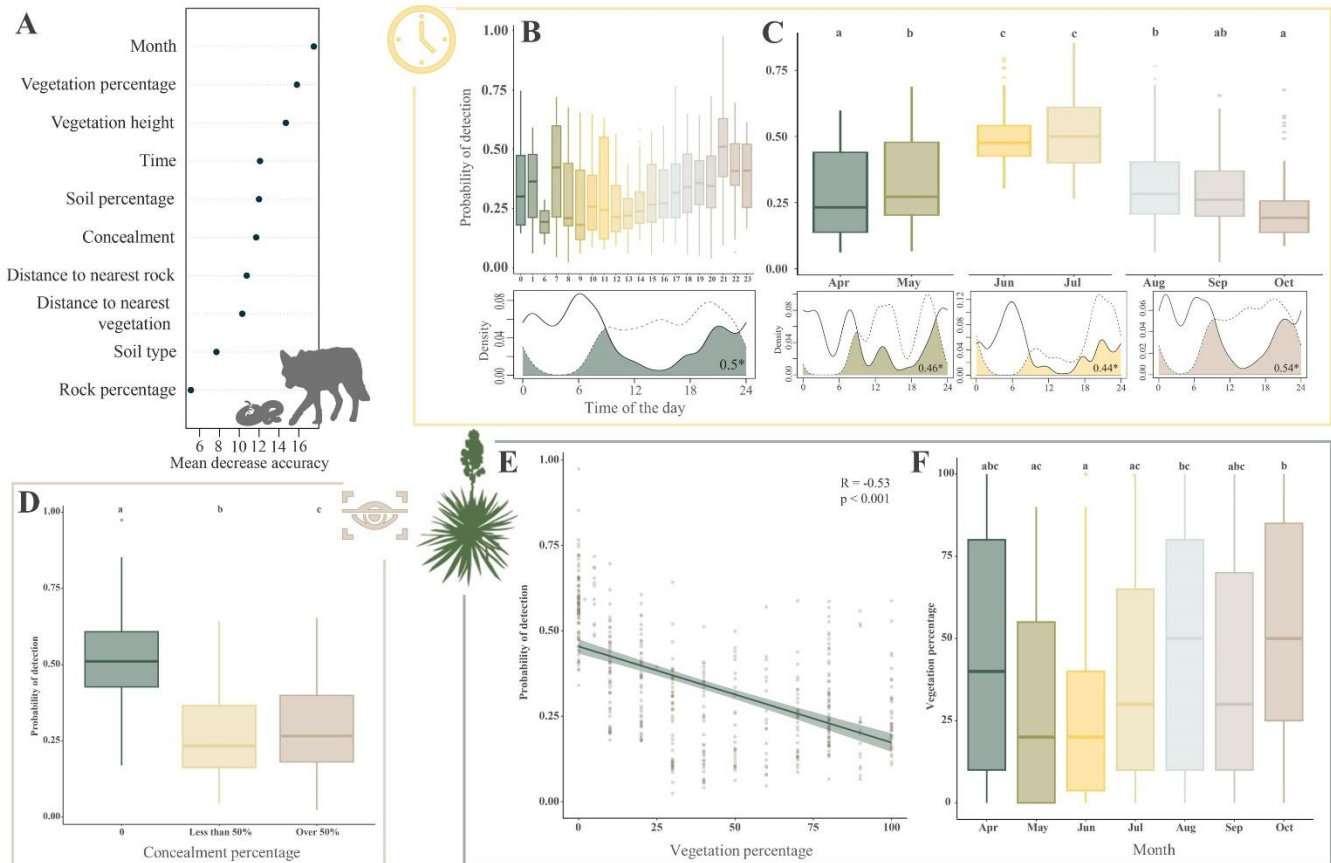 A
Month
Vegetation percentage
Vegetation height
Time
Soil percentage
Concealment
Distance to nearest rock
Distance to nearest
vegetation
Soil type
Rock percentage
6 8 10 12 14 16
Mean decrease accuracy
B
Probability of detection
1.00
0.75
0.50
0.25
0.00
0 1 6 7 8 9 10 11 12 13 14 15 16 17 18 19 20 21 22 23
Density
0.08
0.04
0.00
0.5*
0 6 12 18 24
Time of the day
C
a b c c b ab a
0.75
0.50
0.25
0.00
Apr May Jun Jul Aug Sep Oct
0.08
0.04
0.00
0.46*
0 6 12 18 24
0.12
0.08
0.04
0.00
0.44*
0 6 12 18 24
0.06
0.04
0.02
0.00
0.54*
0 6 12 18 24
D
a b c
Probability of detection
1.00
0.75
0.50
0.25
0.00
0 Less than 50% Over 50%
Concealment percentage
E
R = -0.53
p < 0.001
Probability of detection
1.00
0.75
0.50
0.25
0.00
0 25 50 75 100
Vegetation percentage
F
abc ac a ac bc abc b
Vegetation percentage
100
75
50
25
0
Apr May Jun Jul Aug Sep Oct
Month